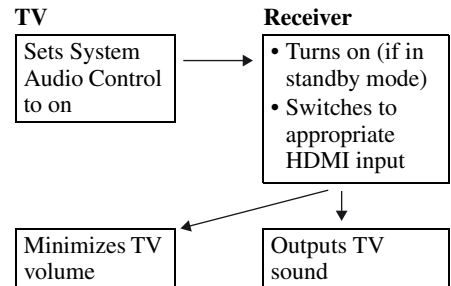 TV
Receiver
Sets System
Audio Control
to on
• Turns on (if in
standby mode)
• Switches to
appropriate
HDMI input
Minimizes TV
volume
Outputs TV
sound